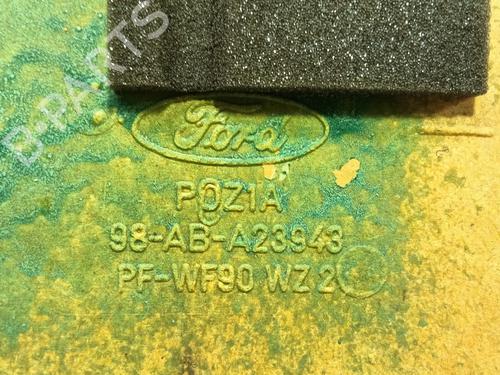 B-PARTS
Ford
POZ1A
98-AB-A23943
PF-WF90 WZ 2